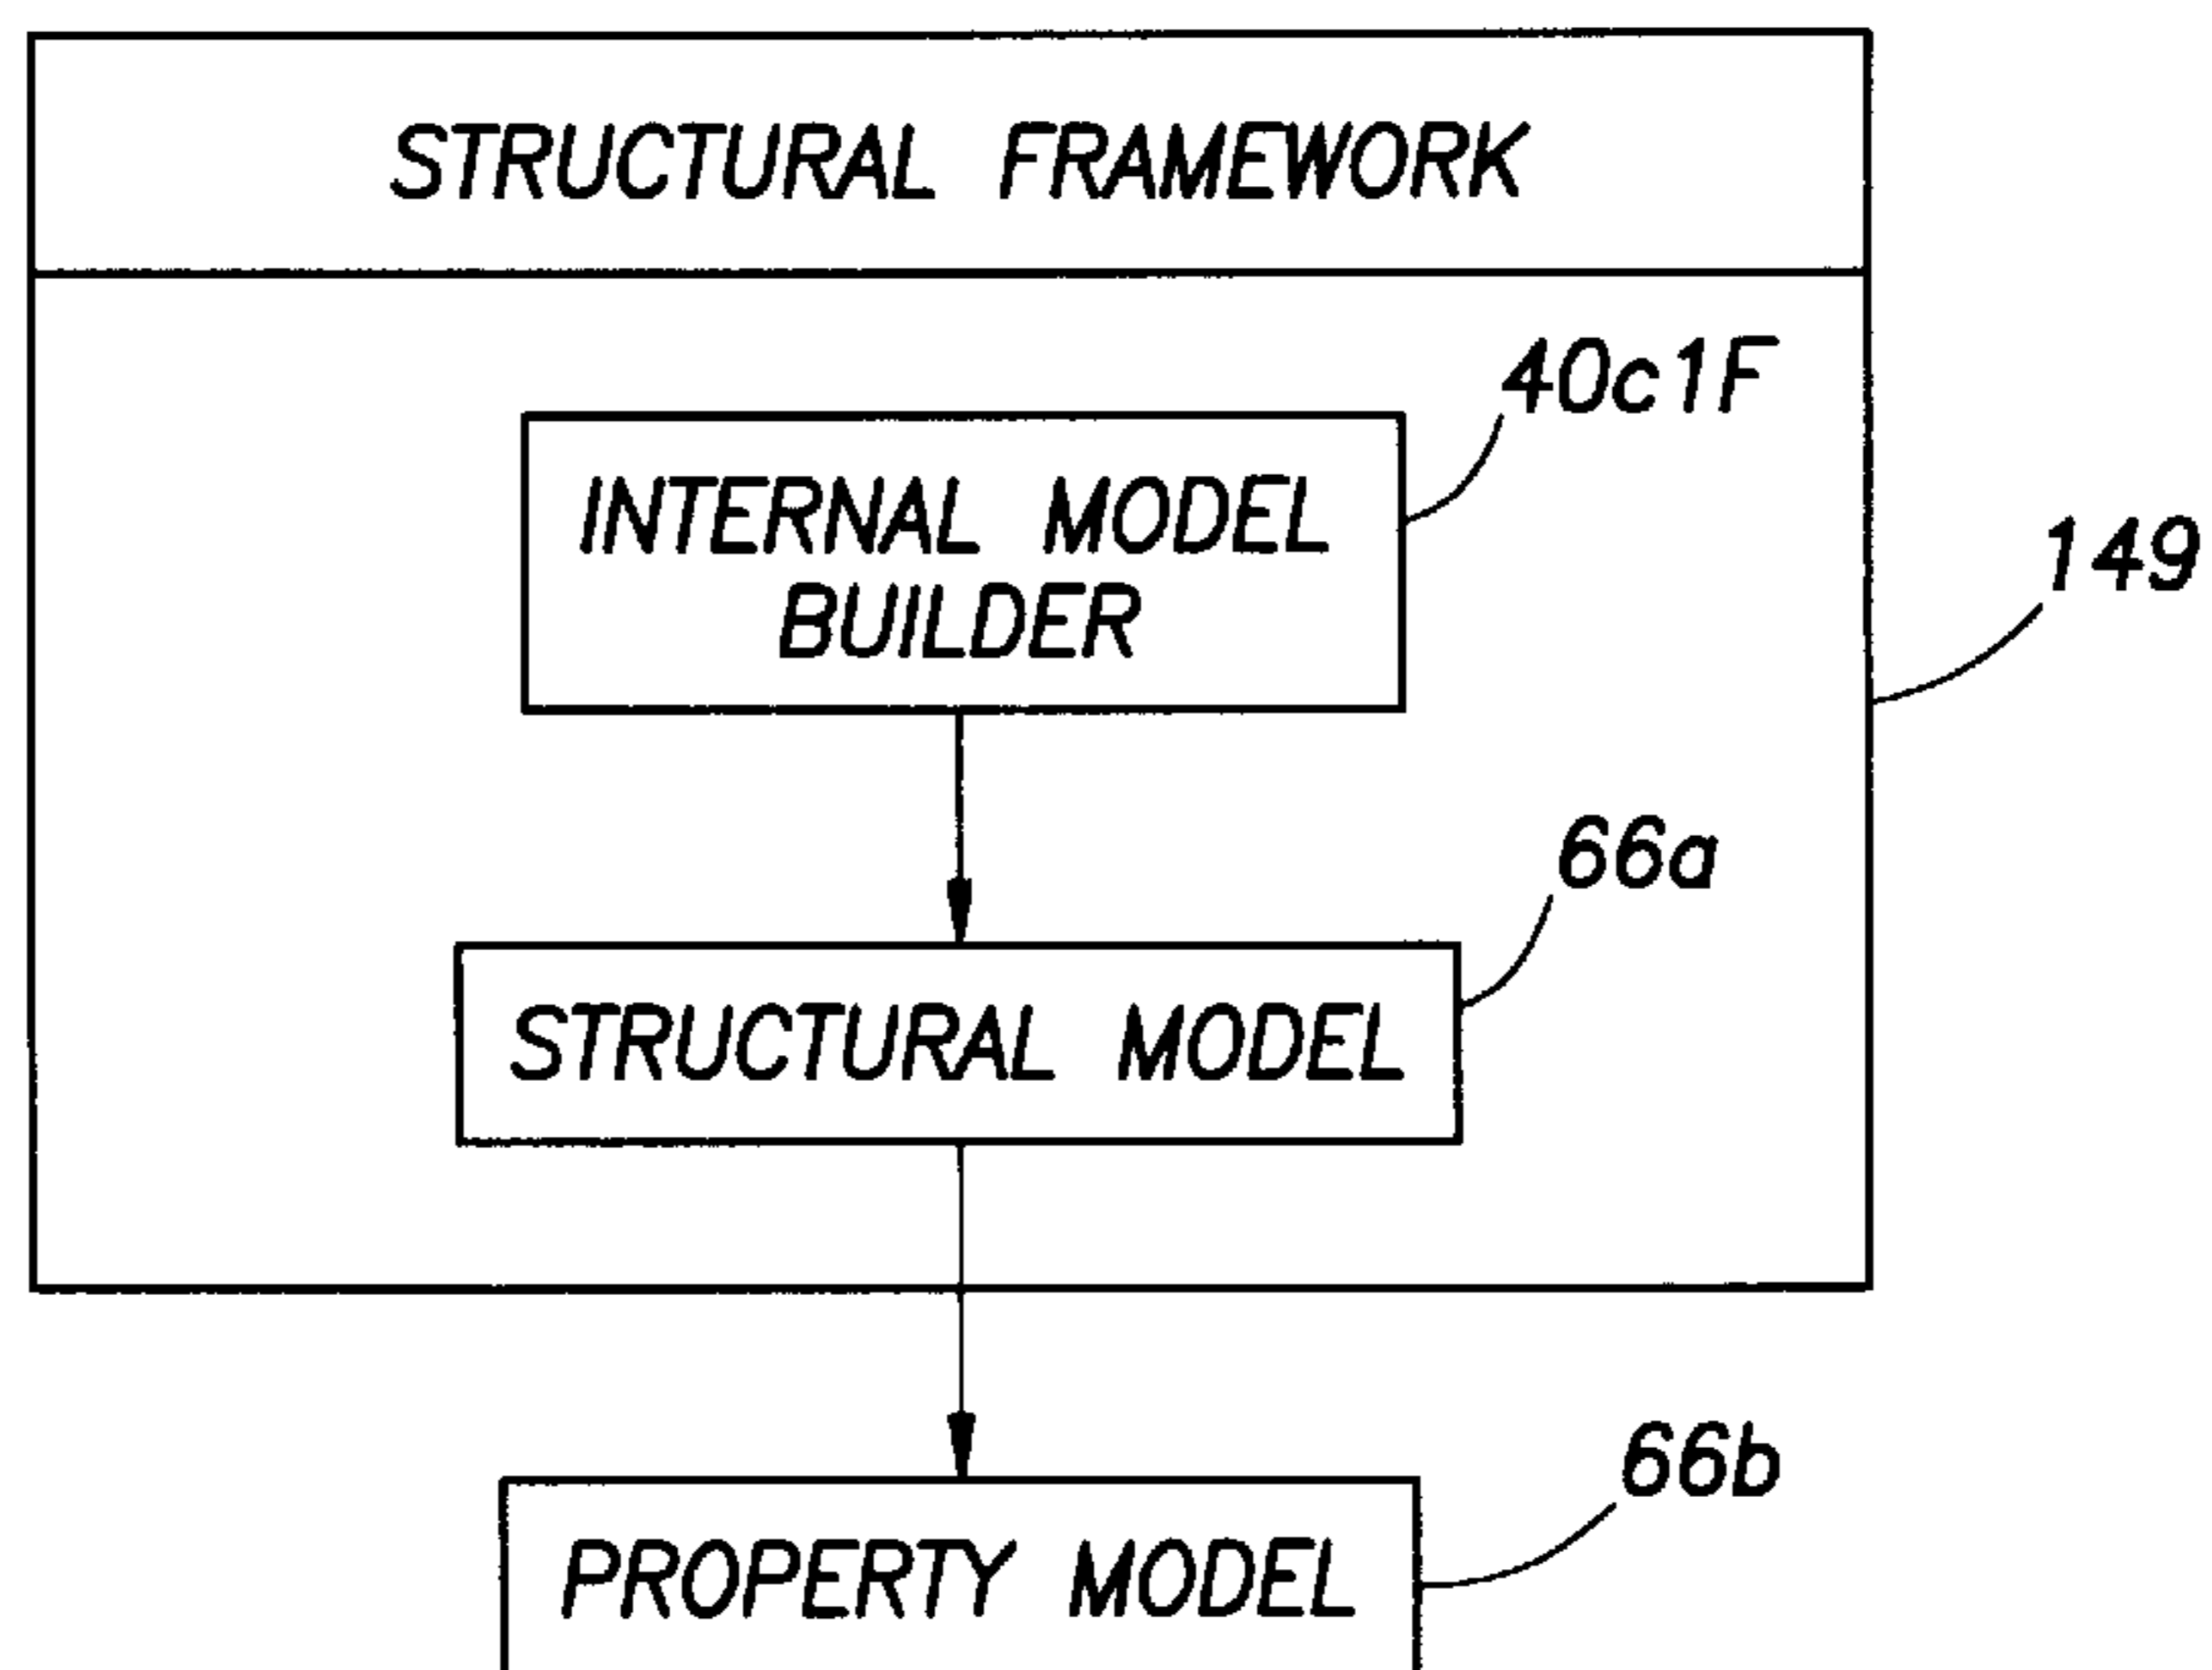 STRUCTURAL FRAMEWORK
40c1F
INTERNAL MODEL
BUILDER
149
66a
STRUCTURAL MODEL
66b
PROPERTY MODEL